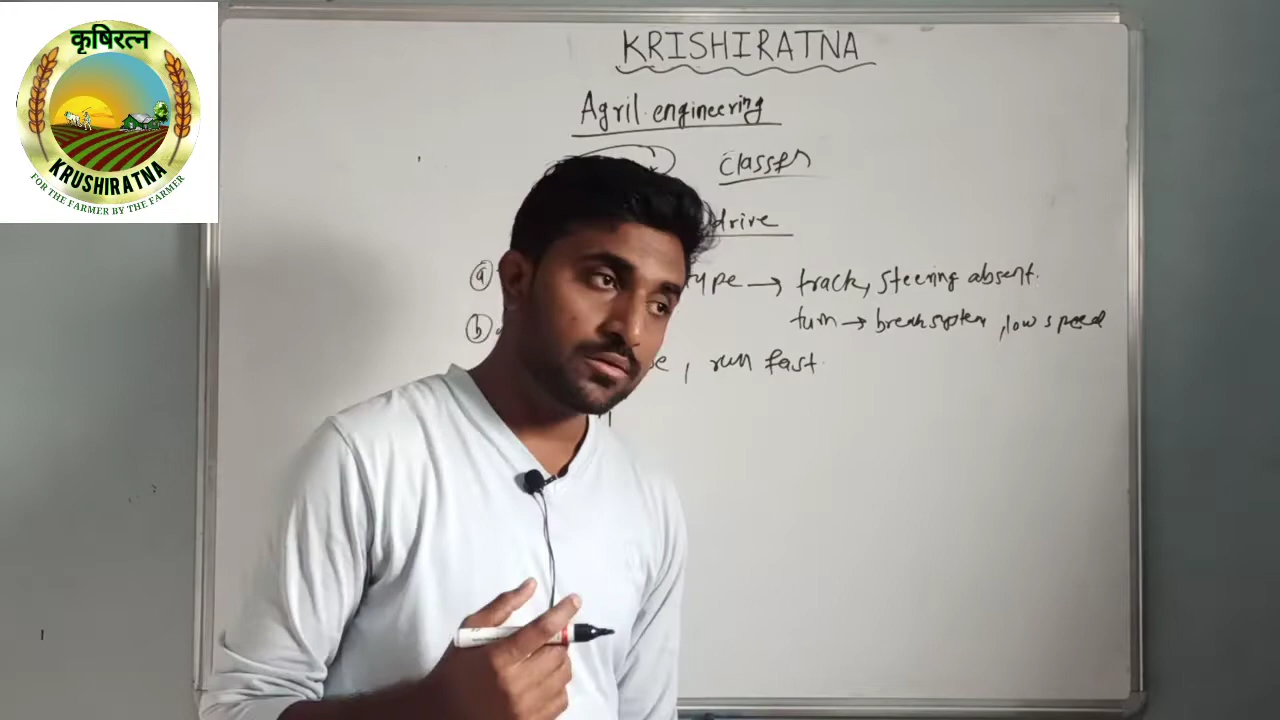 कृषिरत्न
KRUSHIRATNA
FOR THE FARMER BY THE FARMER
KRISHIRATNA
Agril. engineering
classes
drive
(a) type → track, steering absent.
turn → break system, low speed
(b) , run fast.